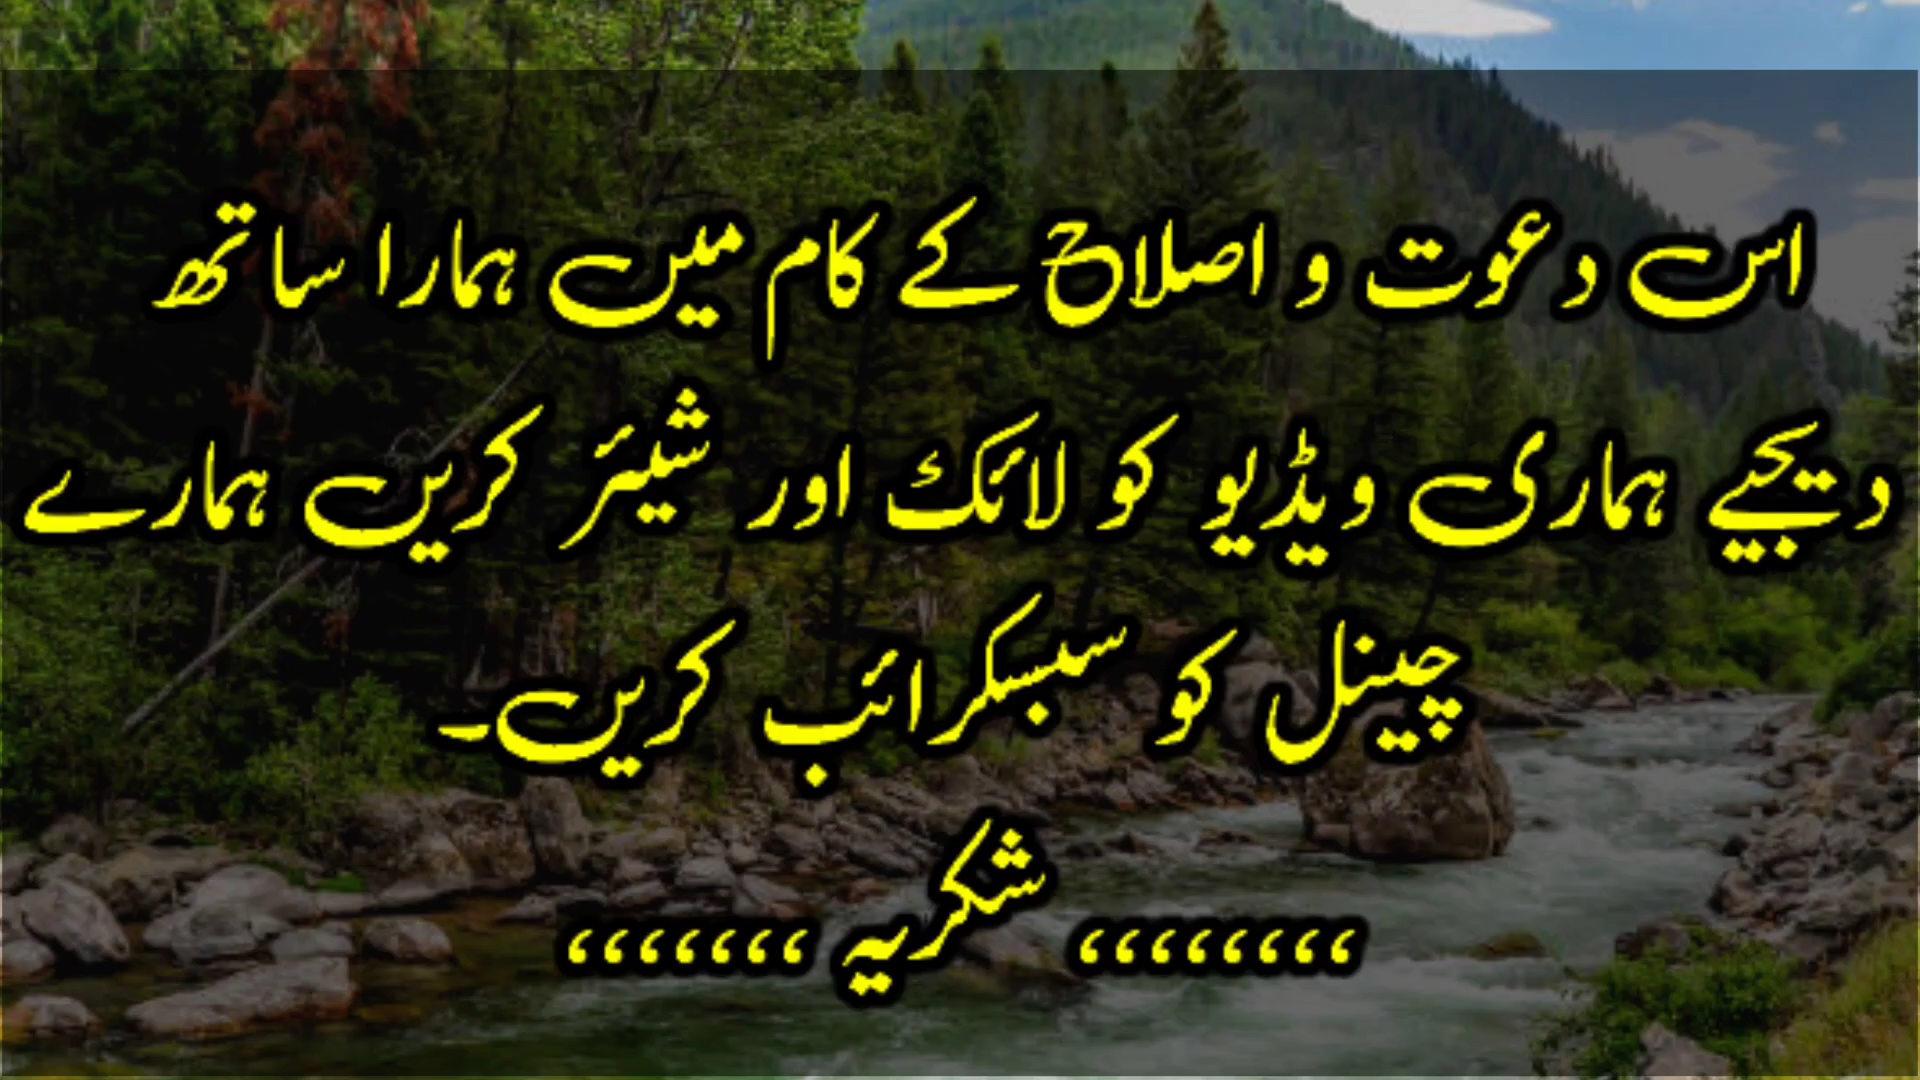 اس دعوت و اصلاح کے کام میں ہمارا ساتھ
دیجیے ہماری ویڈیو کو لائک اور شیئر کریں ہمارے
چینل کو سبسکرائب کریں۔
،،،،،،،، شکریہ ،،،،،،،